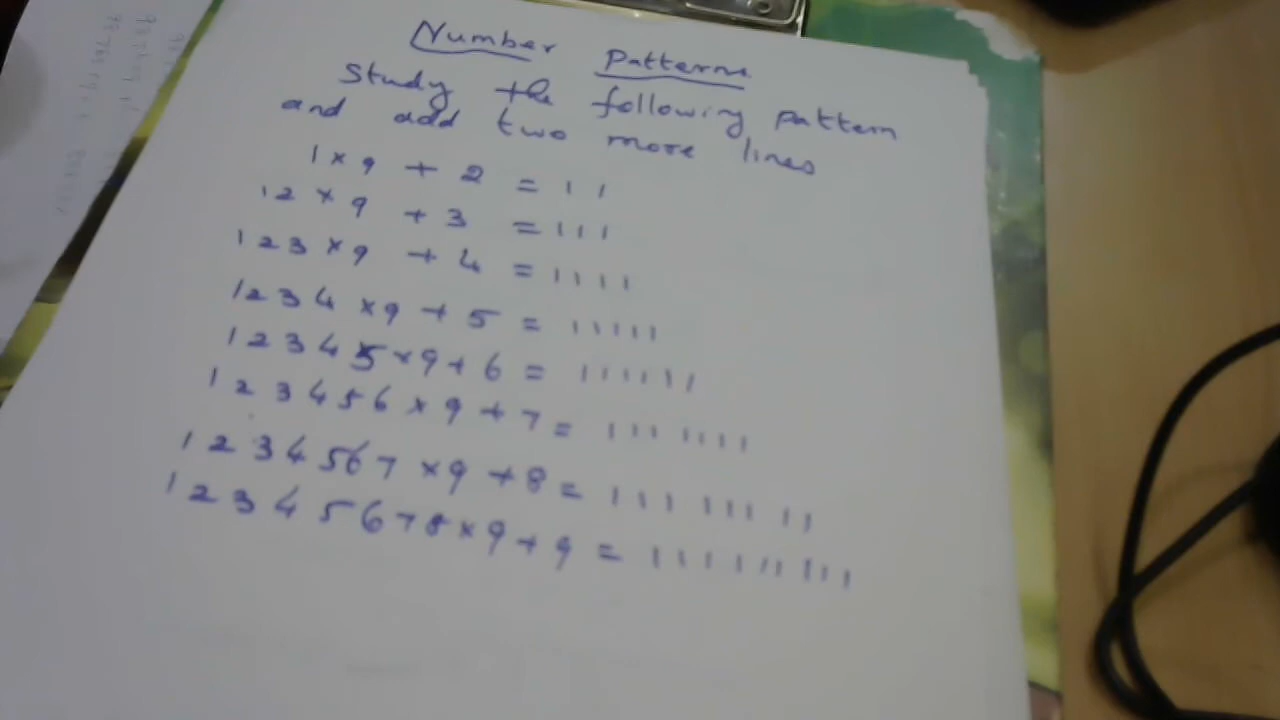 Number Patterns
Study the following pattern
and add two more lines
1 × 9 + 2 = 11
12 × 9 + 3 = 111
123 × 9 + 4 = 1111
1234 × 9 + 5 = 11111
12345 × 9 + 6 = 111111
123456 × 9 + 7 = 1111111
1234567 × 9 + 8 = 11111111
12345678 × 9 + 9 = 111111111